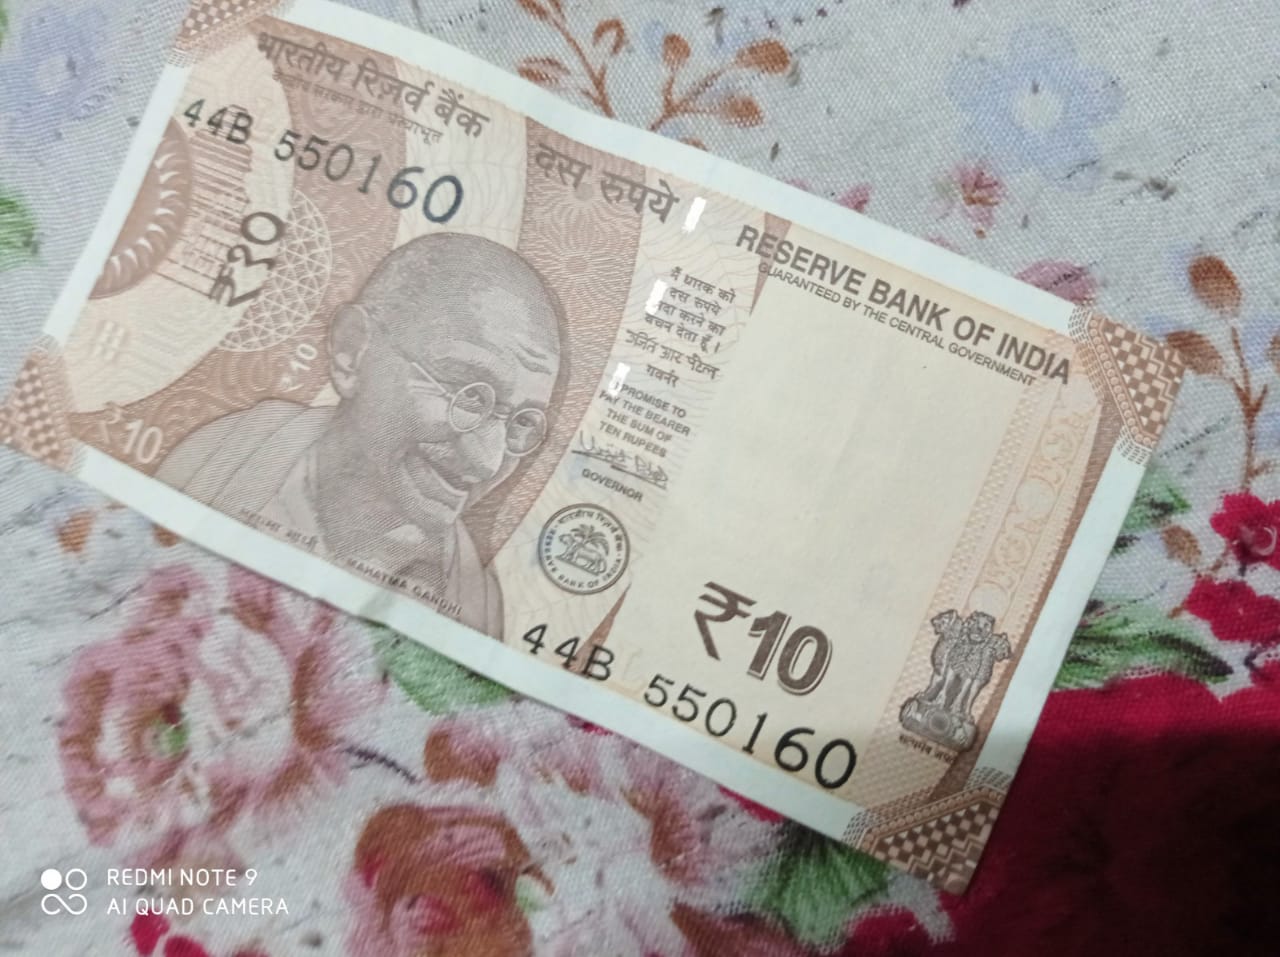 भारतीय रिज़र्व बैंक
केन्द्रीय सरकार द्वारा प्रत्याभूत
44B 550160
दस रुपये
₹१०
₹10
₹10
मैं धारक को
दस रुपये
अदा करने का
वचन देता हूँ।
उर्जित आर पटेल
गवर्नर
I PROMISE TO
PAY THE BEARER
THE SUM OF
TEN RUPEES
GOVERNOR
महात्मा गांधी MAHATMA GANDHI
भारतीय रिज़र्व बैंक
RESERVE BANK OF INDIA
RESERVE BANK OF INDIA
GUARANTEED BY THE CENTRAL GOVERNMENT
₹10
44B 550160
सत्यमेव जयते
REDMI NOTE 9
AI QUAD CAMERA